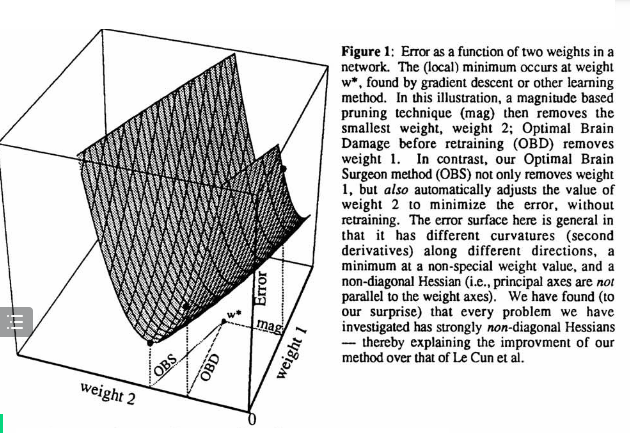 Figure 1: Error as a function of two weights in a
network. The (local) minimum occurs at weight
w*, found by gradient descent or other learning
method. In this illustration, a magnitude based
pruning technique (mag) then removes the
smallest weight, weight 2; Optimal Brain
Damage before retraining (OBD) removes
weight 1. In contrast, our Optimal Brain
Surgeon method (OBS) not only removes weight
1, but also automatically adjusts the value of
weight 2 to minimize the error, without
retraining. The error surface here is general in
that it has different curvatures (second
derivatives) along different directions, a
minimum at a non-special weight value, and a
non-diagonal Hessian (i.e., principal axes are not
parallel to the weight axes). We have found (to
our surprise) that every problem we have
investigated has strongly non-diagonal Hessians
— thereby explaining the improvment of our
method over that of Le Cun et al.
Error
w*
mag
OBS
OBD
weight 1
weight 2
0